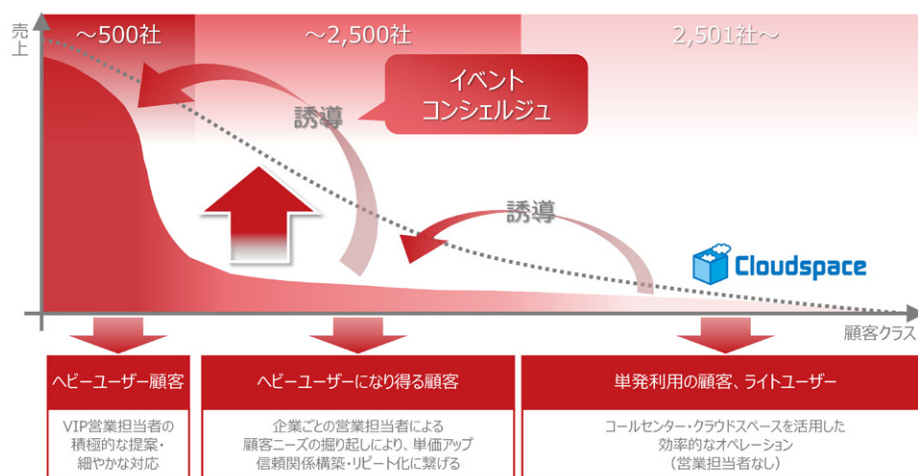 売上
～500社
～2,500社
2,501社～
イベント
コンシェルジュ
誘導
誘導
Cloudspace
顧客クラス
ヘビーユーザー顧客
VIP営業担当者の
積極的な提案・
細やかな対応
ヘビーユーザーになり得る顧客
企業ごとの営業担当者による
顧客ニーズの掘り起しにより、単価アップ
信頼関係構築・リピート化に繋げる
単発利用の顧客、ライトユーザー
コールセンター・クラウドスペースを活用した
効率的なオペレーション
（営業担当者なし）